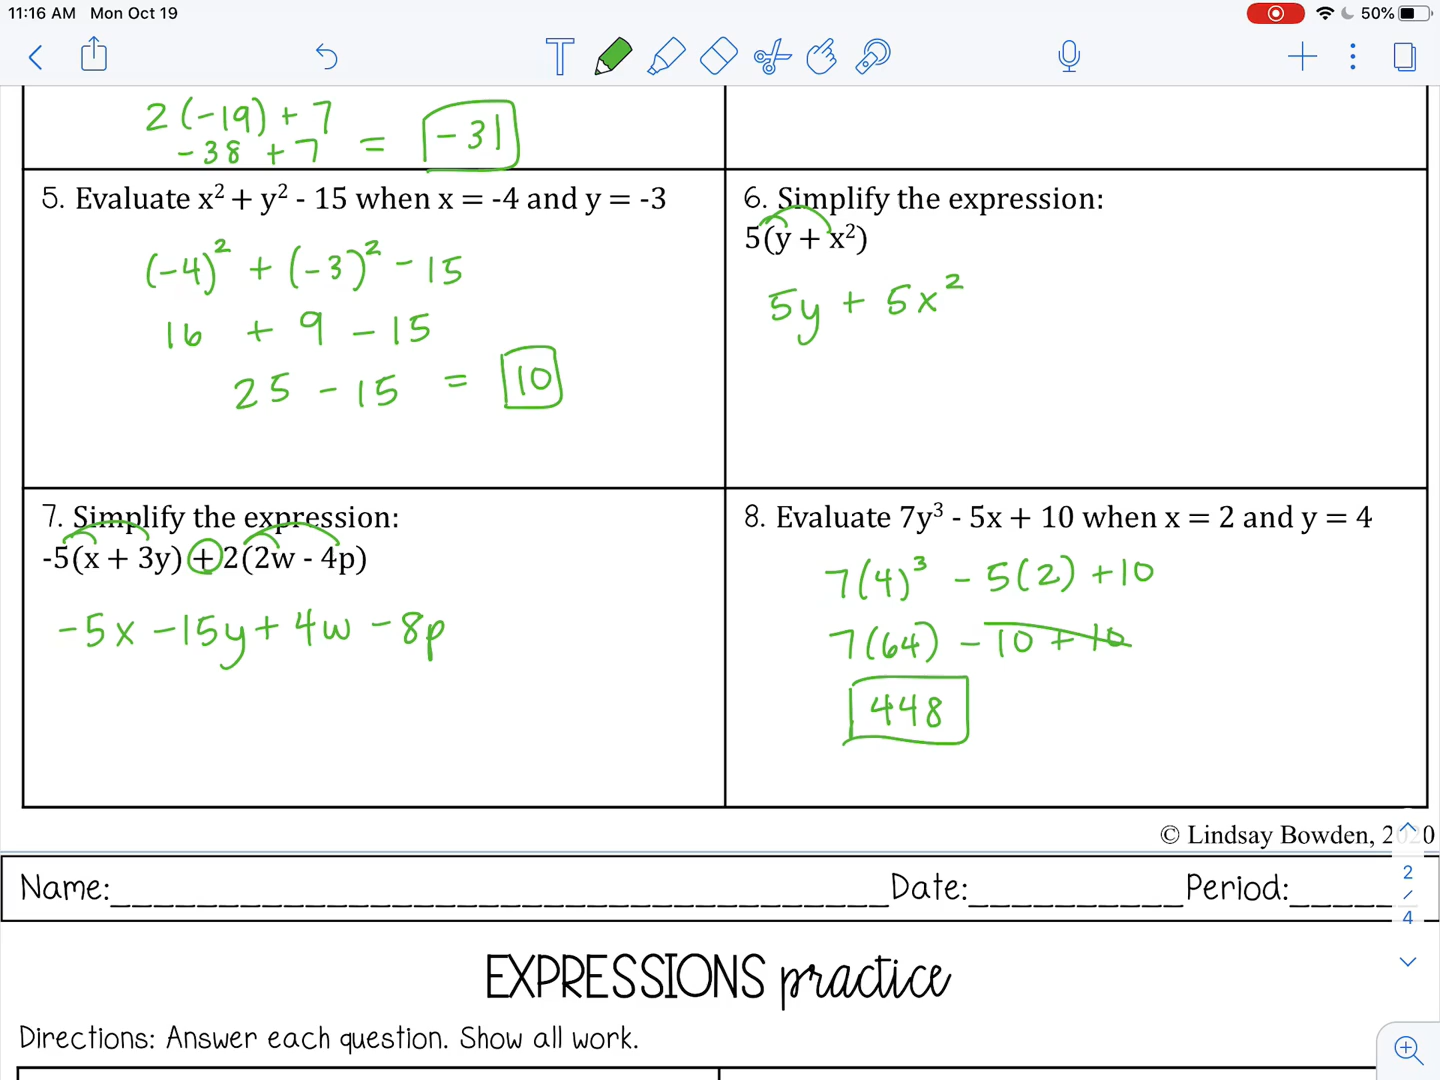 11:16 AM Mon Oct 19
50%
T
2(-19) + 7
-38 + 7 = -31
5. Evaluate x² + y² - 15 when x = -4 and y = -3
(-4)² + (-3)² - 15
16 + 9 - 15
25 - 15 = 10
6. Simplify the expression:
5(y + x²)
5y + 5x²
7. Simplify the expression:
-5(x + 3y) + 2(2w - 4p)
-5x - 15y + 4w - 8p
8. Evaluate 7y³ - 5x + 10 when x = 2 and y = 4
7(4)³ - 5(2) + 10
7(64) - 10 + 10
448
© Lindsay Bowden, 2020
Name:____________________ Date:__________ Period:______
2
/
4
EXPRESSIONS practice
Directions: Answer each question. Show all work.